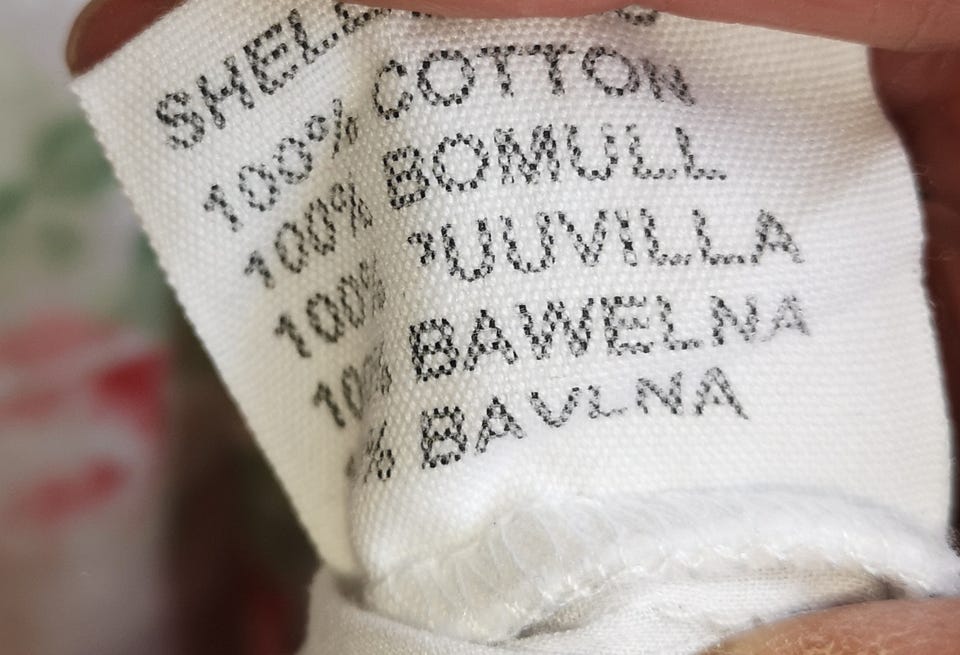 SHELL
100% COTTON
100% BOMULL
100% PUUVILLA
100% BAWELNA
% BAVLNA